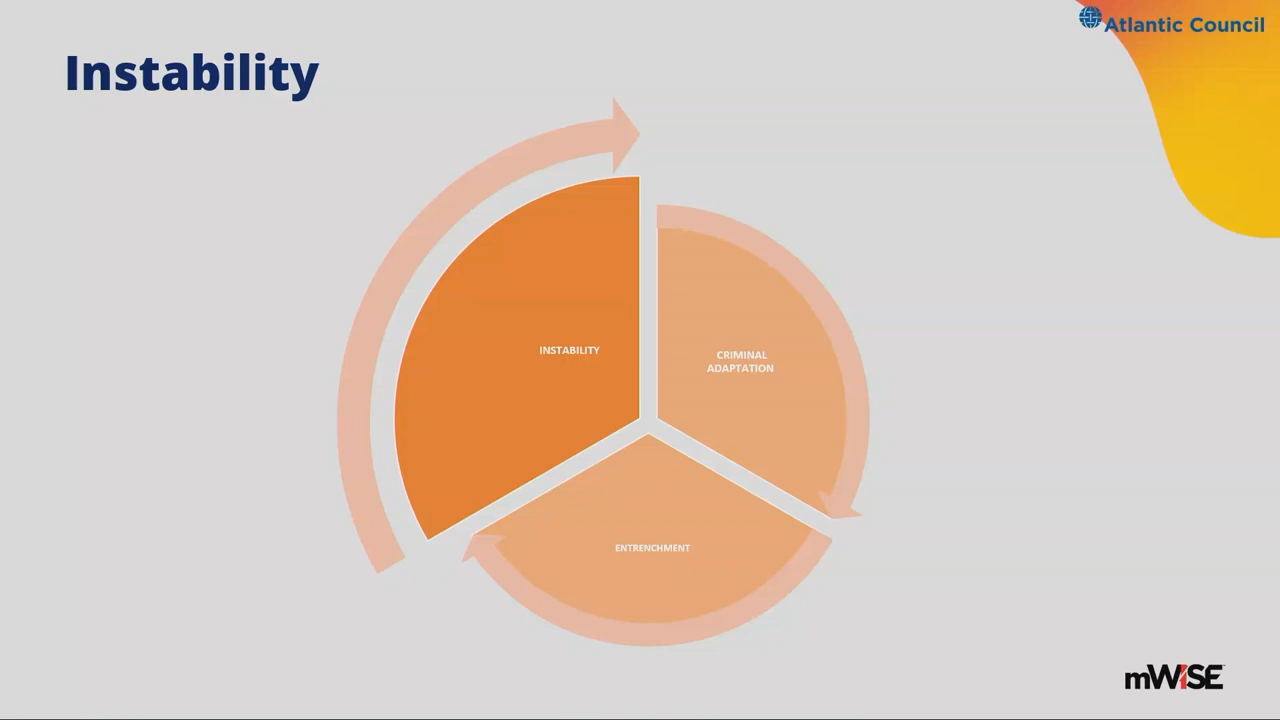 Atlantic Council
Instability
INSTABILITY
CRIMINAL
ADAPTATION
ENTRENCHMENT
mWISE